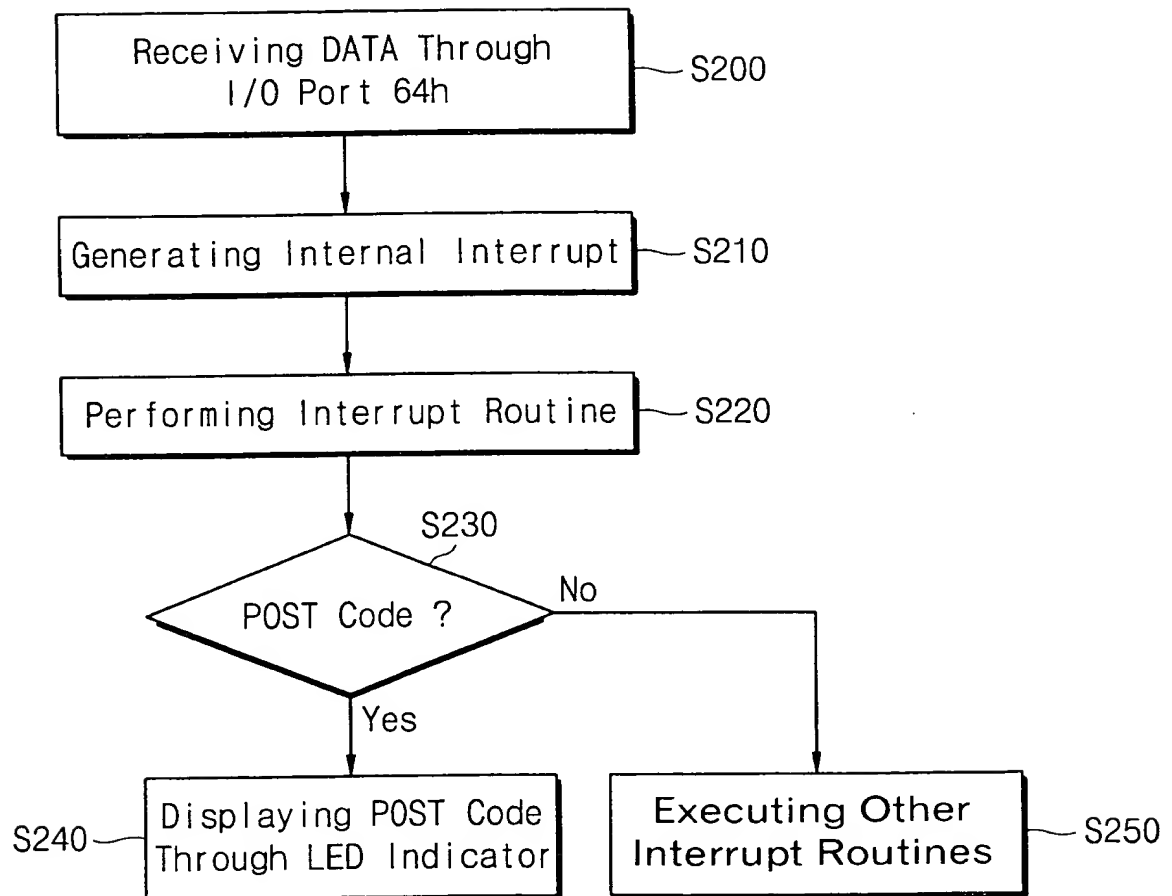 Receiving DATA Through
I/O Port 64h
S200
Generating Internal Interrupt
S210
Performing Interrupt Routine
S220
S230
POST Code ?
No
Yes
S240
Displaying POST Code
Through LED Indicator
Executing Other
Interrupt Routines
S250